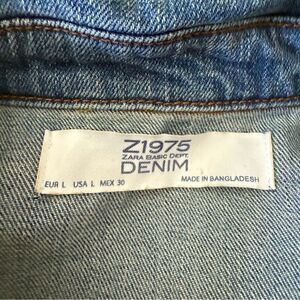 Z1975
ZARA BASIC DEPT.
DENIM
EUR L USA L MEX 30 MADE IN BANGLADESH